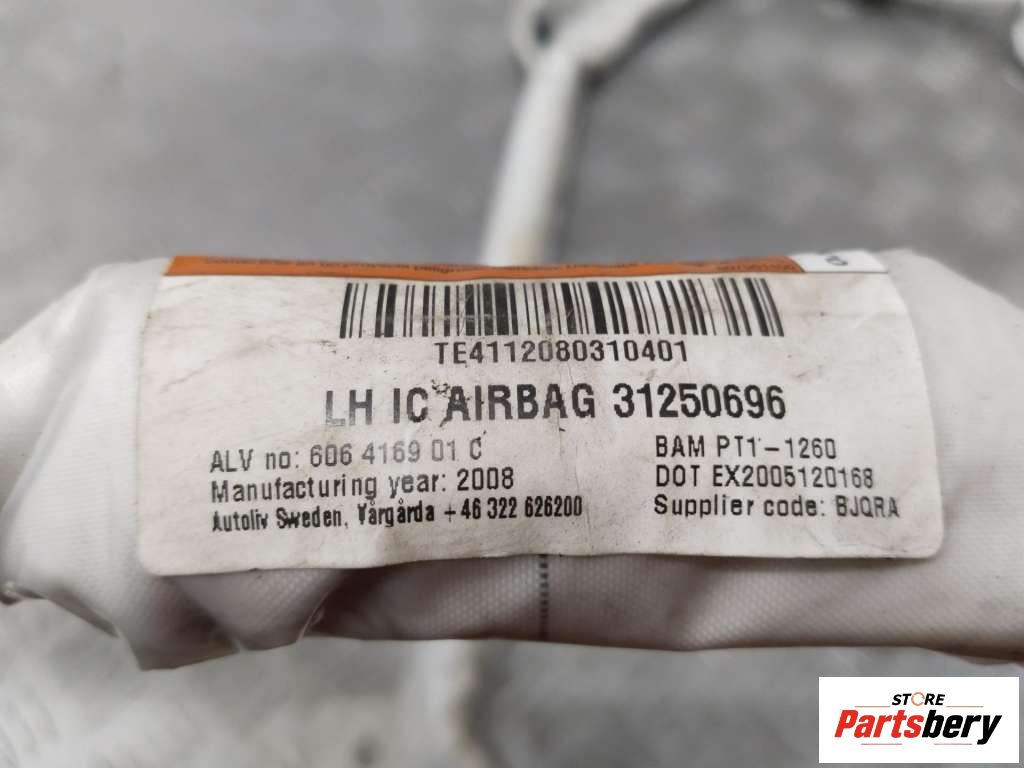 TE4112080310401
LH IC AIRBAG 31250696
ALV no: 606 4169 01 C
Manufacturing year: 2008
Autoliv Sweden, Vårgårda +46 322 626200
BAM PT1-1260
DOT EX2005120168
Supplier code: BJQRA
STORE
Partsbery